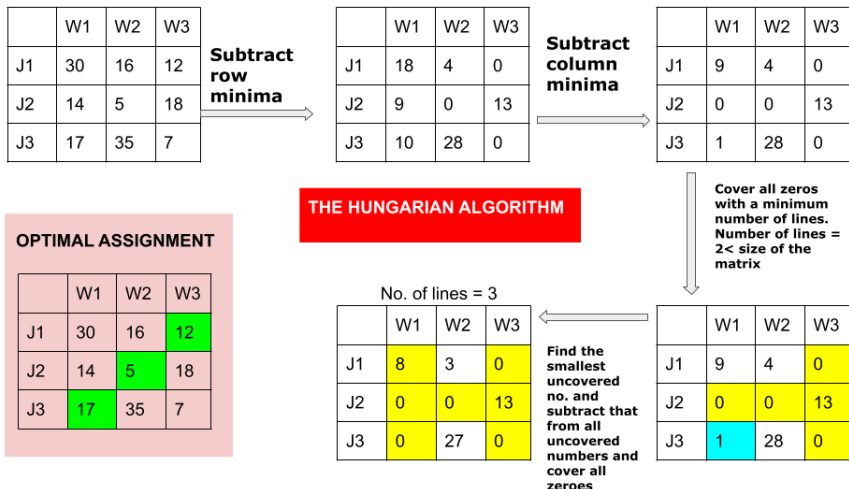 W1 W2 W3
J1 30 16 12
J2 14 5 18
J3 17 35 7
Subtract
row
minima
W1 W2 W3
J1 18 4 0
J2 9 0 13
J3 10 28 0
Subtract
column
minima
W1 W2 W3
J1 9 4 0
J2 0 0 13
J3 1 28 0
THE HUNGARIAN ALGORITHM
Cover all zeros
with a minimum
number of lines.
Number of lines =
2< size of the
matrix
W1 W2 W3
J1 9 4 0
J2 0 0 13
J3 1 28 0
Find the
smallest
uncovered
no. and
subtract that
from all
uncovered
numbers and
cover all
zeroes
No. of lines = 3
W1 W2 W3
J1 8 3 0
J2 0 0 13
J3 0 27 0
OPTIMAL ASSIGNMENT
W1 W2 W3
J1 30 16 12
J2 14 5 18
J3 17 35 7